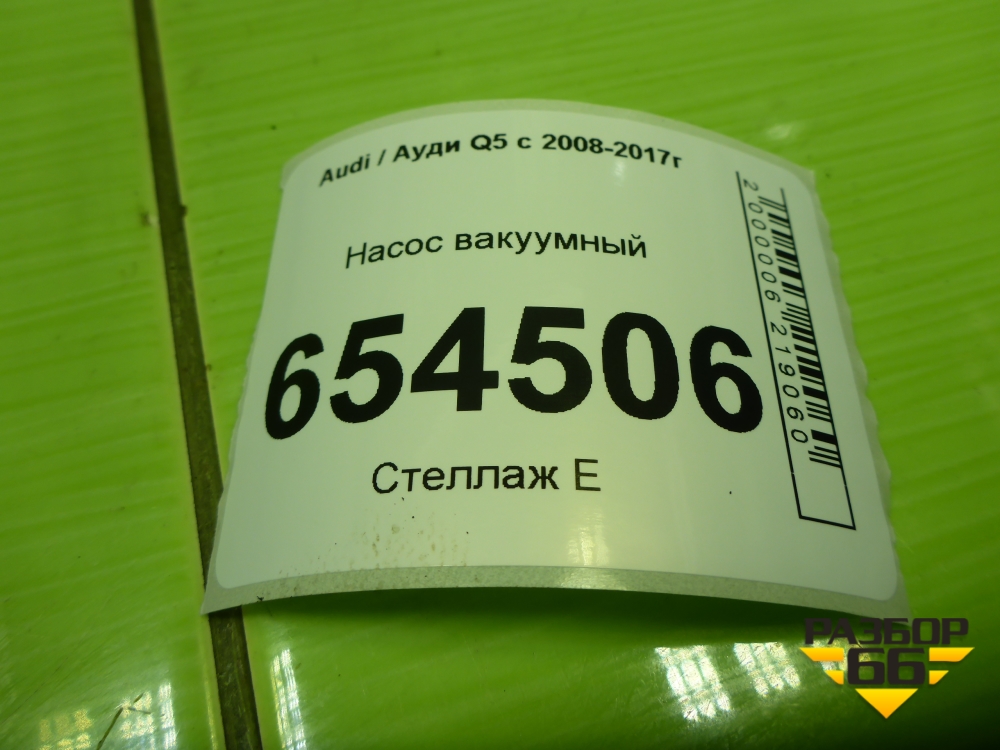 Audi / Ауди Q5 с 2008-2017г
Насос вакуумный
654506
Стеллаж Е
2000006219060
РАЗБОР
66